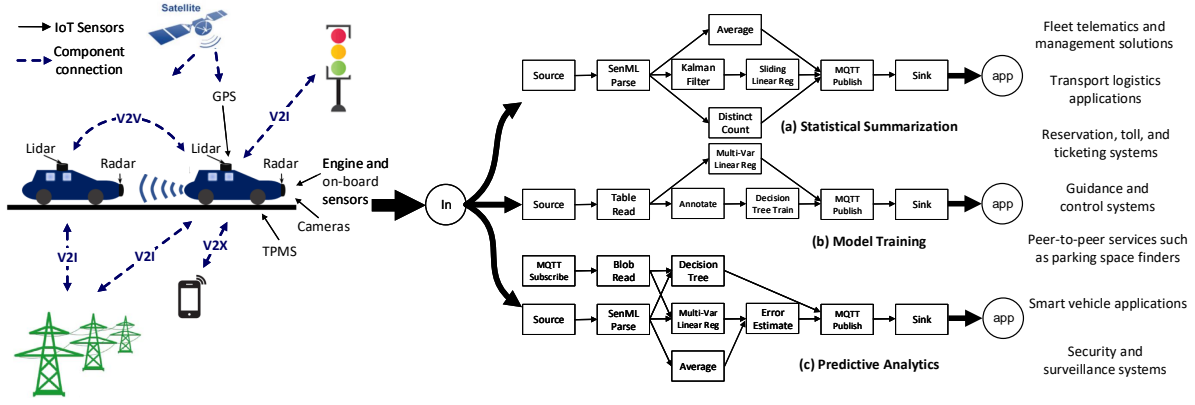 Satellite
IoT Sensors
Component
connection
GPS
V2I
V2V
Lidar
Radar
Lidar
Radar
Engine and
on-board
sensors
Cameras
TPMS
V2I
V2I
V2X
In
Average
Source
SenML
Parse
Kalman
Filter
Sliding
Linear Reg
MQTT
Publish
Sink
app
Distinct
Count
(a) Statistical Summarization
Multi-Var
Linear Reg
Source
Table
Read
Annotate
Decision
Tree Train
MQTT
Publish
Sink
app
(b) Model Training
MQTT
Subscribe
Blob
Read
Decision
Tree
Source
SenML
Parse
Multi-Var
Linear Reg
Error
Estimate
MQTT
Publish
Sink
app
Average
(c) Predictive Analytics
Fleet telematics and
management solutions
Transport logistics
applications
Reservation, toll, and
ticketing systems
Guidance and
control systems
Peer-to-peer services such
as parking space finders
Smart vehicle applications
Security and
surveillance systems